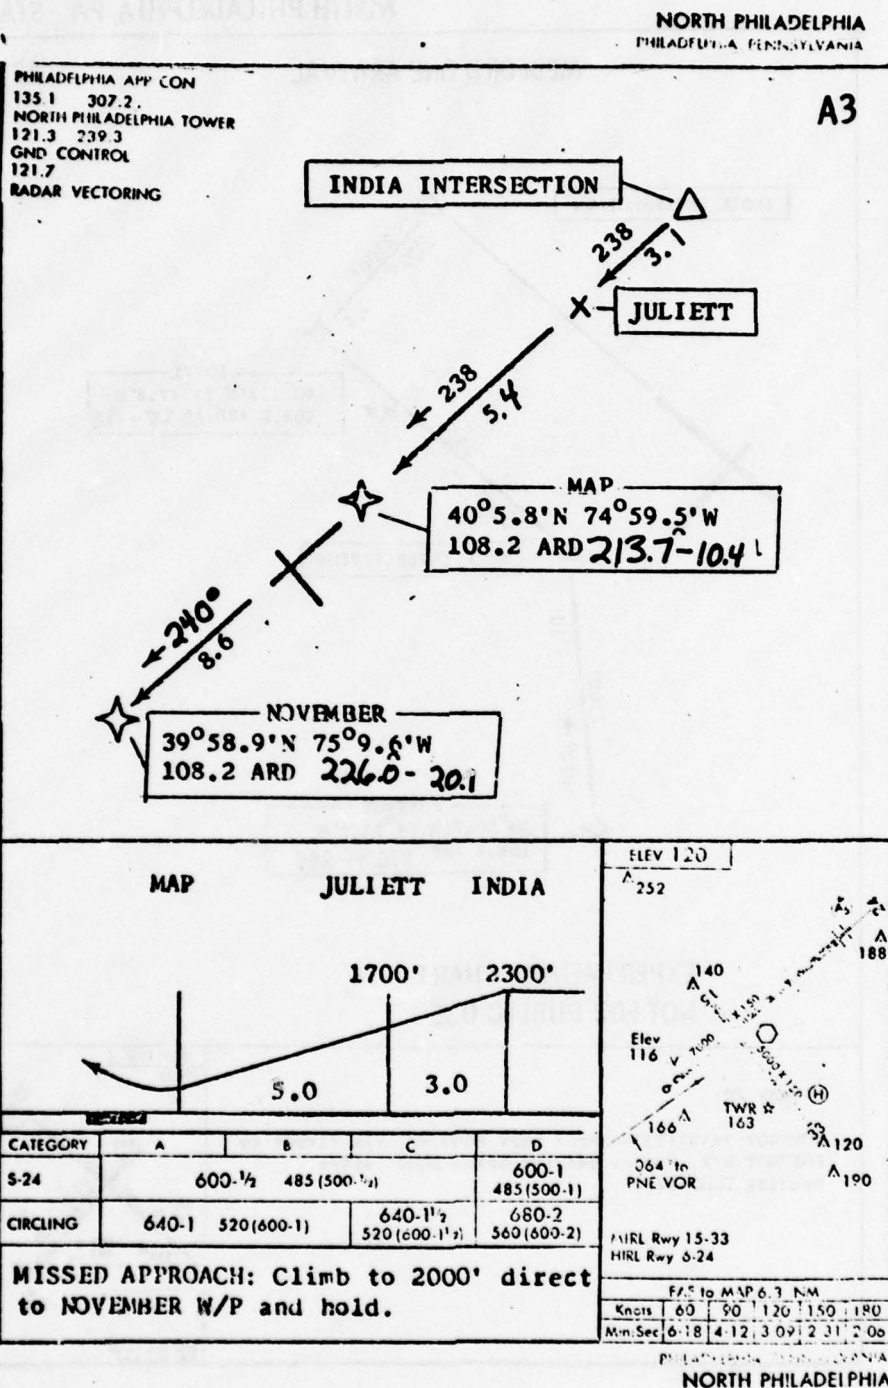 NORTH PHILADELPHIA
PHILADELPHIA PENNSYLVANIA
PHILADELPHIA APP CON
135.1 307.2
NORTH PHILADELPHIA TOWER
121.3 239.3
GND CONTROL
121.7
RADAR VECTORING
A3
INDIA INTERSECTION
238
3.1
JULIETT
238
5.4
MAP
40°5.8'N 74°59.5'W
108.2 ARD 213.7-10.4
240°
8.6
NOVEMBER
39°58.9'N 75°9.6'W
108.2 ARD 226.0- 20.1
MAP JULIETT INDIA
1700' 2300'
5.0 3.0
CATEGORY A B C D
S-24 600-½ 485 (500-½) 600-1
485 (500-1)
CIRCLING 640-1 520 (600-1) 640-1½ 680-2
520 (600-1½) 560 (600-2)
MISSED APPROACH: Climb to 2000' direct
to NOVEMBER W/P and hold.
ELEV 120
252
188
140
Elev
116
7000
5000 X 150
H
TWR
163
166
33
120
190
064° to
PNE VOR
MIRL Rwy 15-33
HIRL Rwy 6-24
FAF to MAP 6.3 NM
Knots 60 90 120 150 180
Min:Sec 6:18 4:12 3:09 2:31 2:06
NORTH PHILADELPHIA